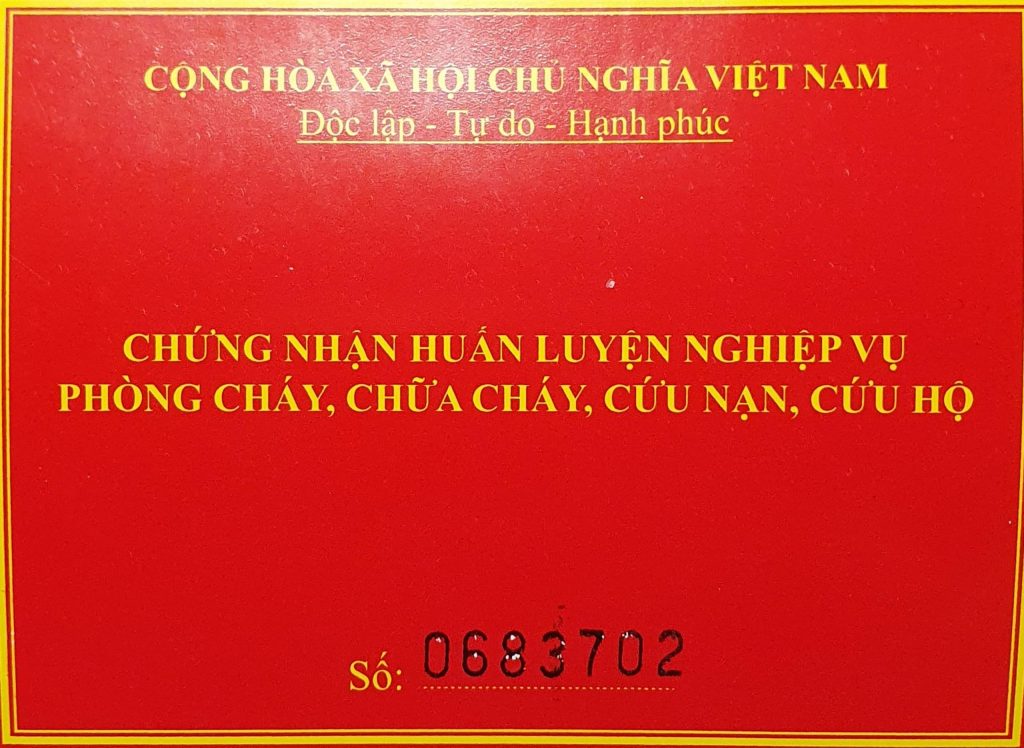 CỘNG HÒA XÃ HỘI CHỦ NGHĨA VIỆT NAM
Độc lập - Tự do - Hạnh phúc
CHỨNG NHẬN HUẤN LUYỆN NGHIỆP VỤ
PHÒNG CHÁY, CHỮA CHÁY, CỨU NẠN, CỨU HỘ
Số: 0683702